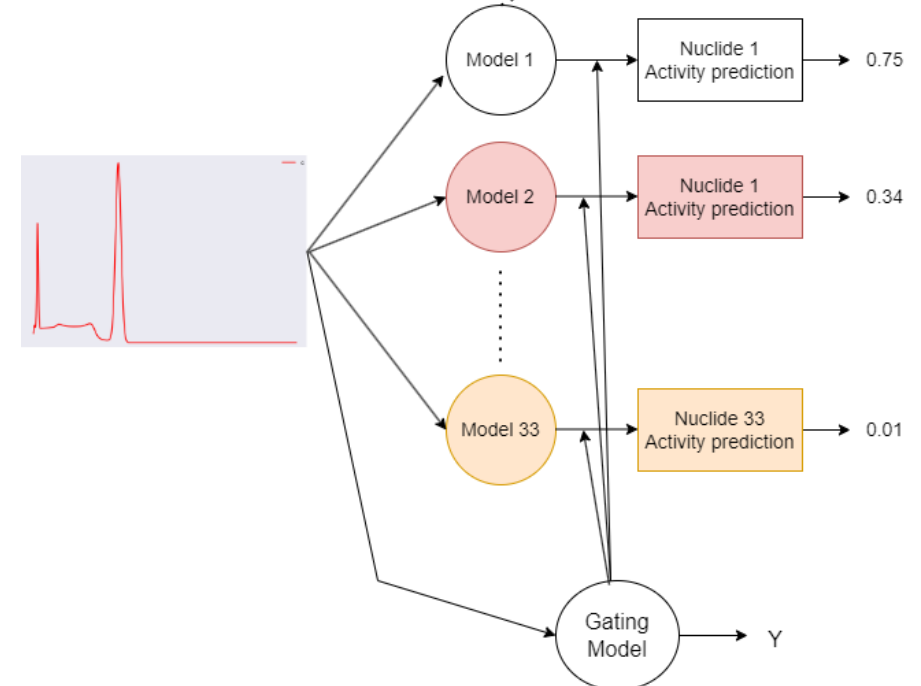 Model 1
Nuclide 1
Activity prediction
0.75
Model 2
Nuclide 1
Activity prediction
0.34
Model 33
Nuclide 33
Activity prediction
0.01
Gating
Model
Y